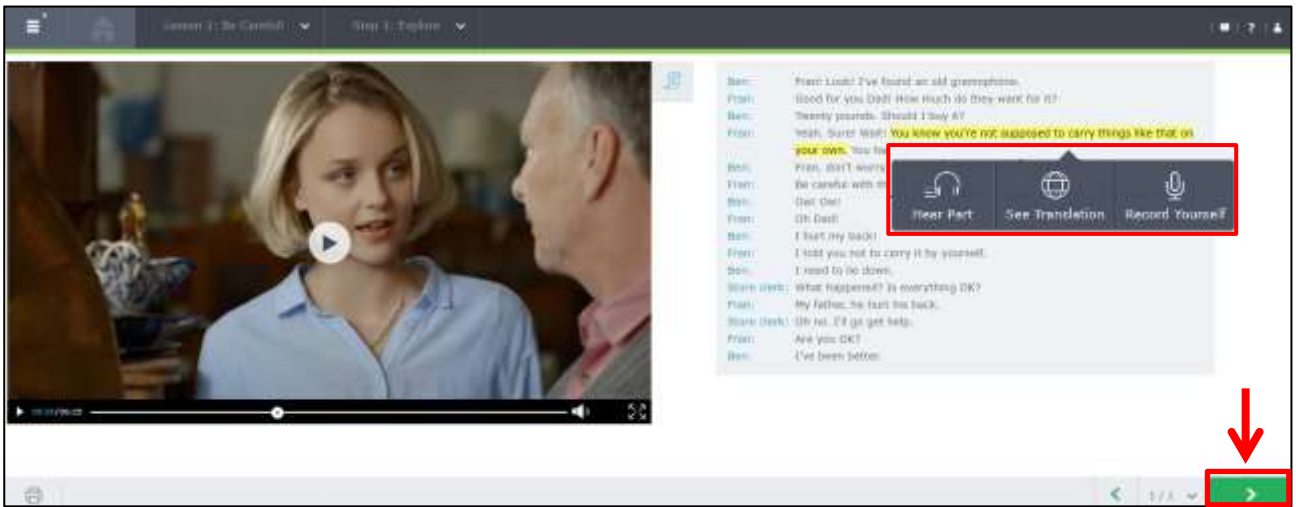 Lesson 1: Be Careful!
Step 1: Explore
?
Ben: Fran! Look! I've found an old gramophone.
Fran: Good for you Dad! How much do they want for it?
Ben: Twenty pounds. Should I buy it?
Fran: Yeah. Sure! Wait! You know you're not supposed to carry things like that on
your own. You
Ben: Fran, don't worry
Fran: Be careful with
Ben: Ow! Ow!
Fran: Oh Dad!
Ben: I hurt my back!
Fran: I told you not to carry it by yourself.
Ben: I need to lie down.
Store clerk: What happened? Is everything OK?
Fran: My father, he hurt his back.
Store clerk: Oh no. I'll go get help.
Fran: Are you OK?
Ben: I've been better.
Hear Part
See Translation
Record Yourself